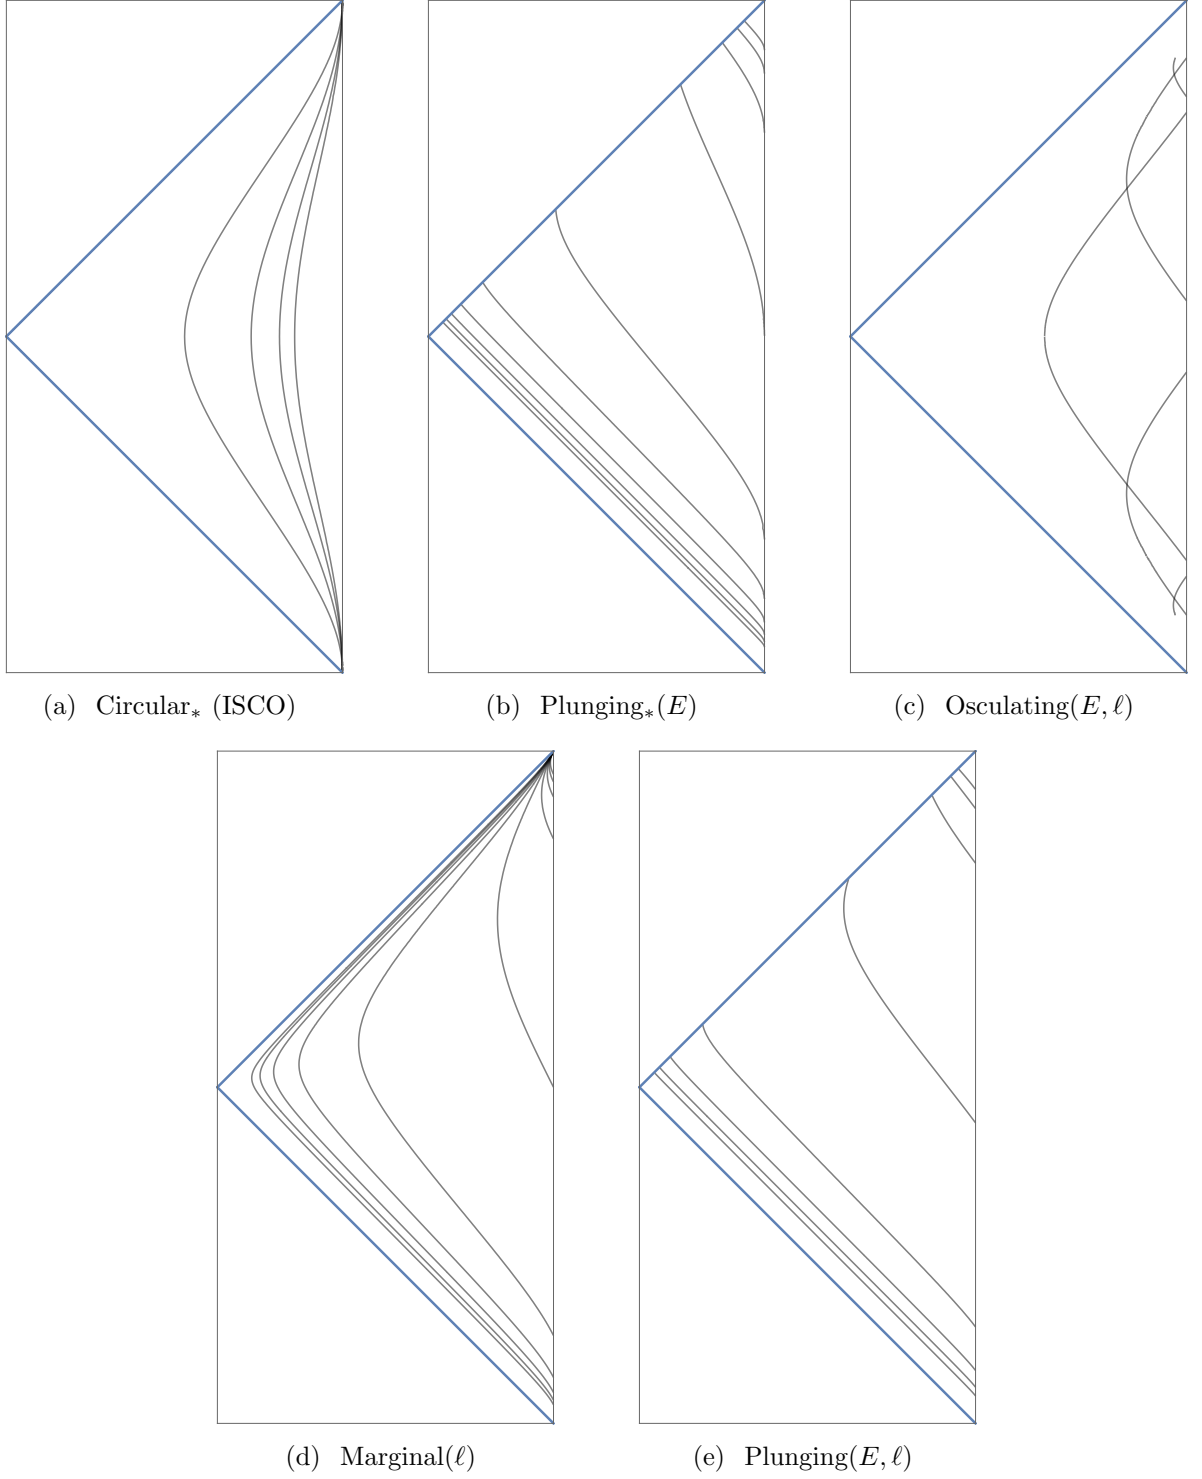 (a) Circular∗ (ISCO)
(b) Plunging∗(E)
(c) Osculating(E, ℓ)
(d) Marginal(ℓ)
(e) Plunging(E, ℓ)